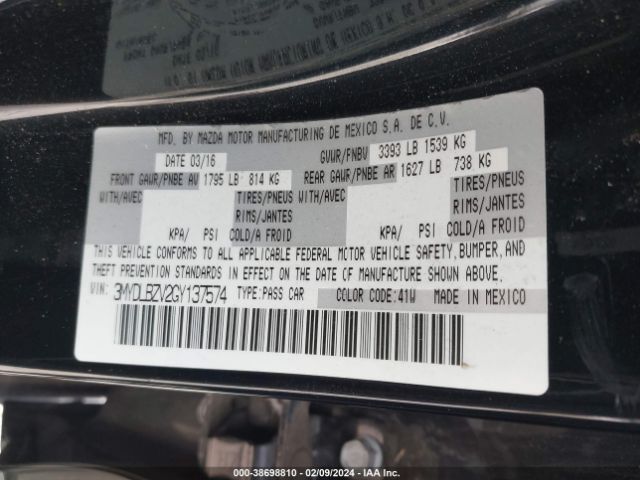 MFD. BY MAZDA MOTOR MANUFACTURING DE MEXICO S.A. DE C.V.
DATE 03/16 GVWR/PNBV 3393 LB 1539 KG
FRONT GAWR/PNBE AV 1795 LB 814 KG REAR GAWR/PNBE AR 1627 LB 738 KG
WITH/AVEC TIRES/PNEUS WITH/AVEC TIRES/PNEUS
RIMS/JANTES RIMS/JANTES
KPA/ PSI COLD/A FROID KPA/ PSI COLD/A FROID
THIS VEHICLE CONFORMS TO ALL APPLICABLE FEDERAL MOTOR VEHICLE SAFETY, BUMPER, AND
THEFT PREVENTION STANDARDS IN EFFECT ON THE DATE OF MANUFACTURE SHOWN ABOVE.
VIN: 3MYDLBZV2GY137574 TYPE:PASS CAR COLOR CODE:41W MADE IN MEXICO
000-38698810 - 02/09/2024 - IAA Inc.